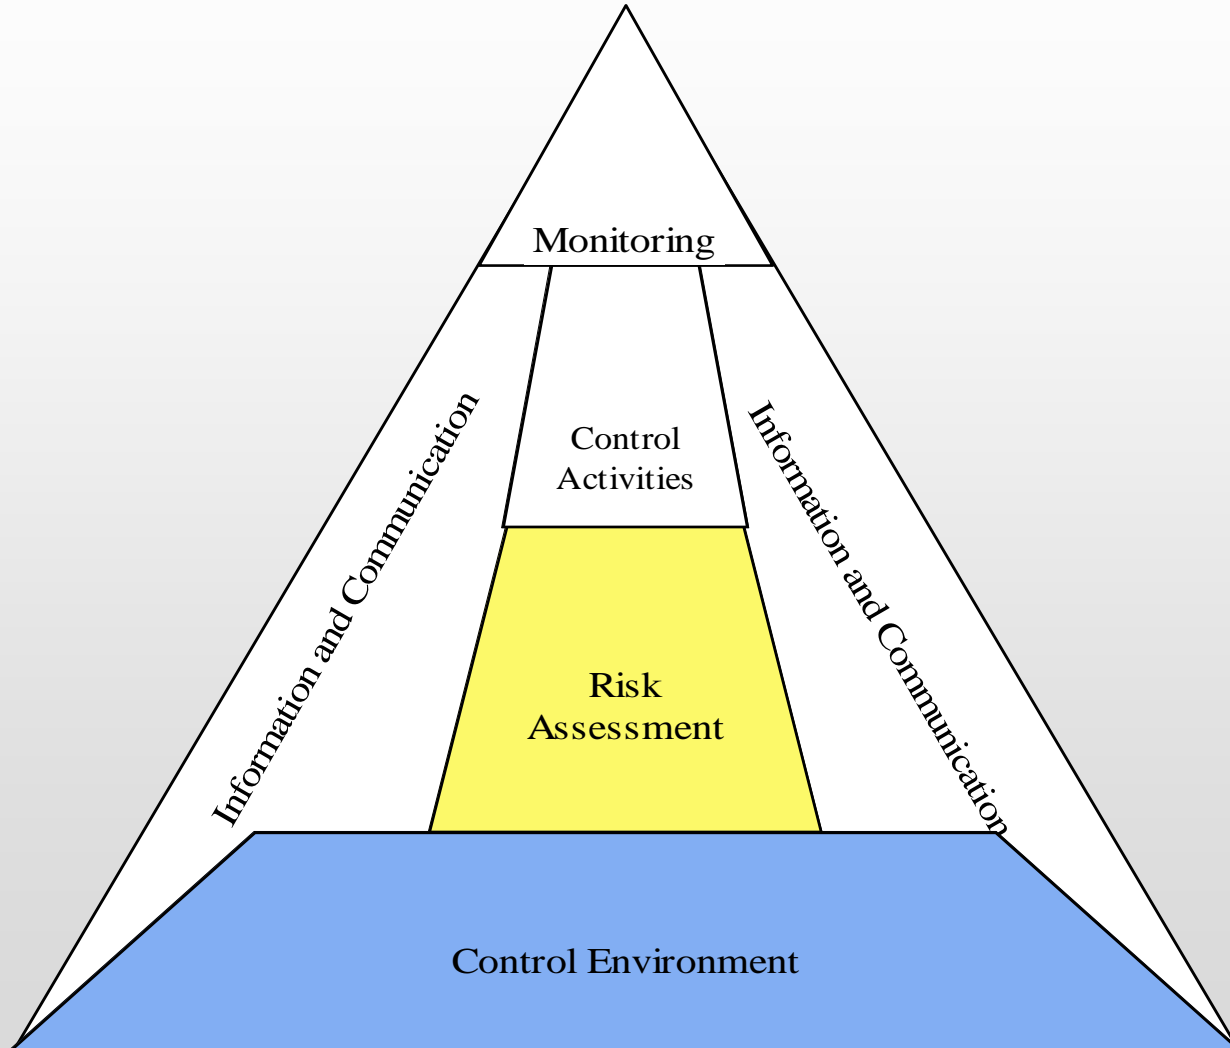 Monitoring
Control
Activities
Information and Communication
Information and Communication
Risk
Assessment
Control Environment